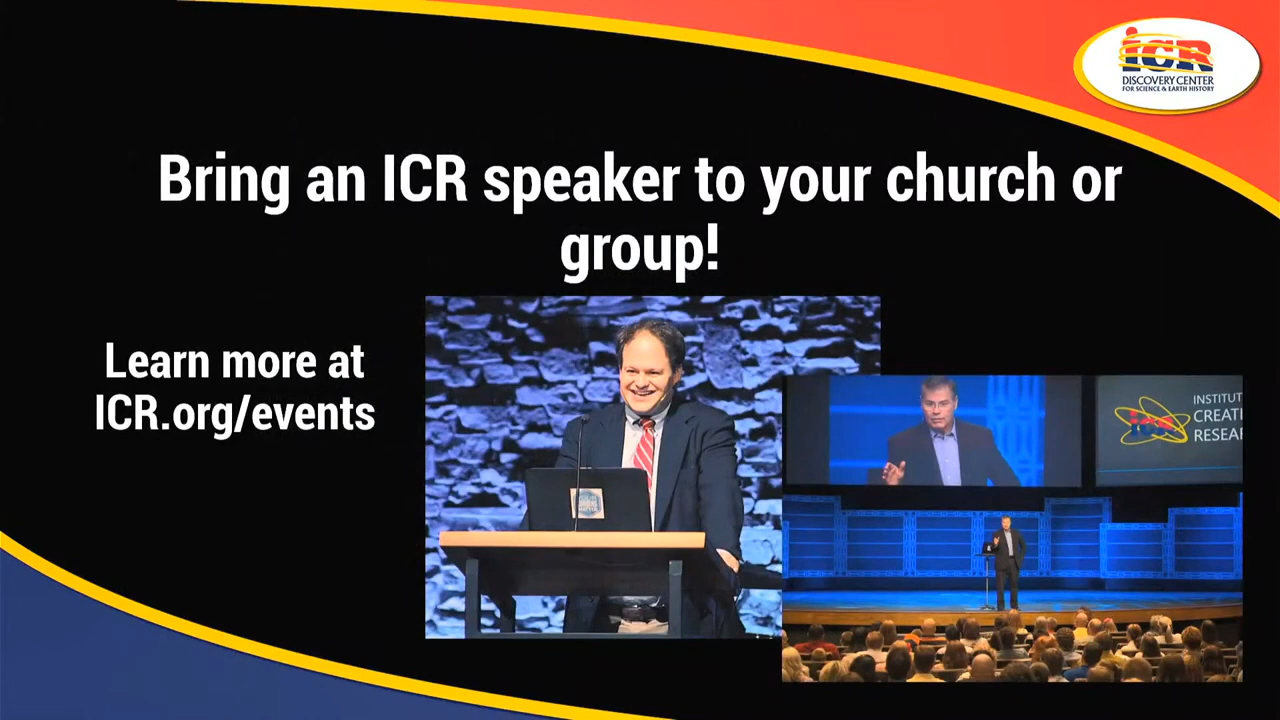 ICR
DISCOVERY CENTER
FOR SCIENCE & EARTH HISTORY
Bring an ICR speaker to your church or
group!
Learn more at
ICR.org/events
ICR
INSTITUT
CREATI
RESEAR